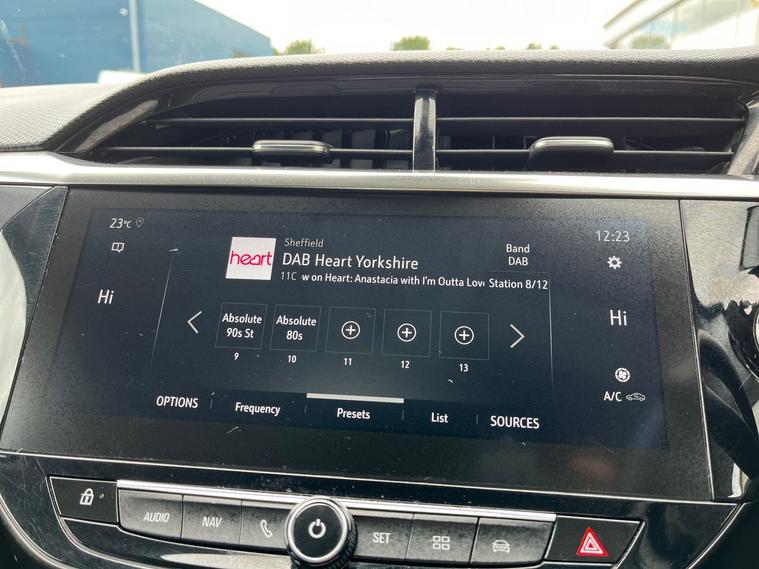 23°C
12:23
Sheffield
heart
DAB Heart Yorkshire
Band
DAB
11C w on Heart: Anastacia with I'm Outta Lov
Station 8/12
Hi
Hi
Absolute
90s St
Absolute
80s
9
10
11
12
13
A/C
OPTIONS
Frequency
Presets
List
SOURCES
AUDIO
NAV
SET